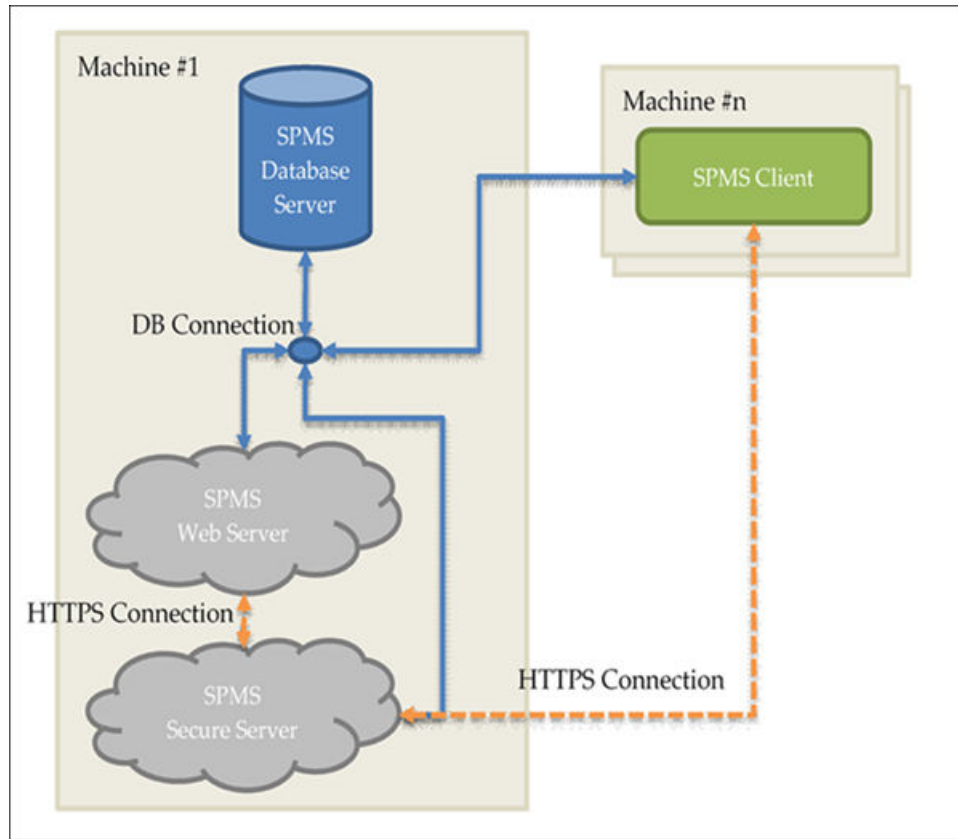 Machine #1
SPMS
Database
Server
Machine #n
SPMS Client
DB Connection
SPMS
Web Server
HTTPS Connection
SPMS
Secure Server
HTTPS Connection